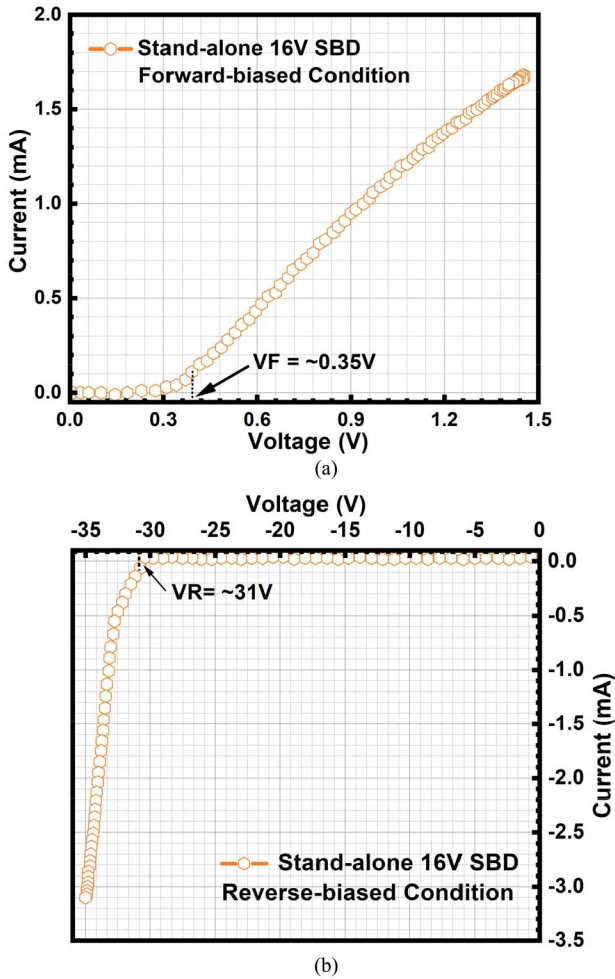 2.0
Stand-alone 16V SBD
Forward-biased Condition
1.5
1.0
0.5
0.0
Current (mA)
VF = ~0.35V
0.0 0.3 0.6 0.9 1.2 1.5
Voltage (V)
(a)
Voltage (V)
-35 -30 -25 -20 -15 -10 -5 0
0.0
VR= ~31V
-0.5
-1.0
-1.5
-2.0
-2.5
-3.0
-3.5
Current (mA)
Stand-alone 16V SBD
Reverse-biased Condition
(b)